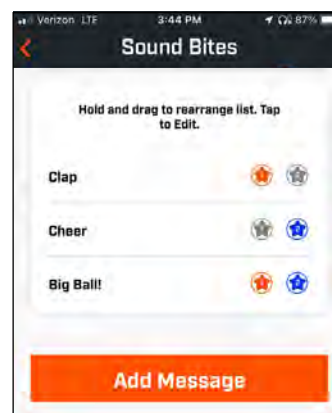 Verizon LTE 3:44 PM 87%
Sound Bites
Hold and drag to rearrange list. Tap
to Edit.
Clap
Cheer
Big Ball!
Add Message